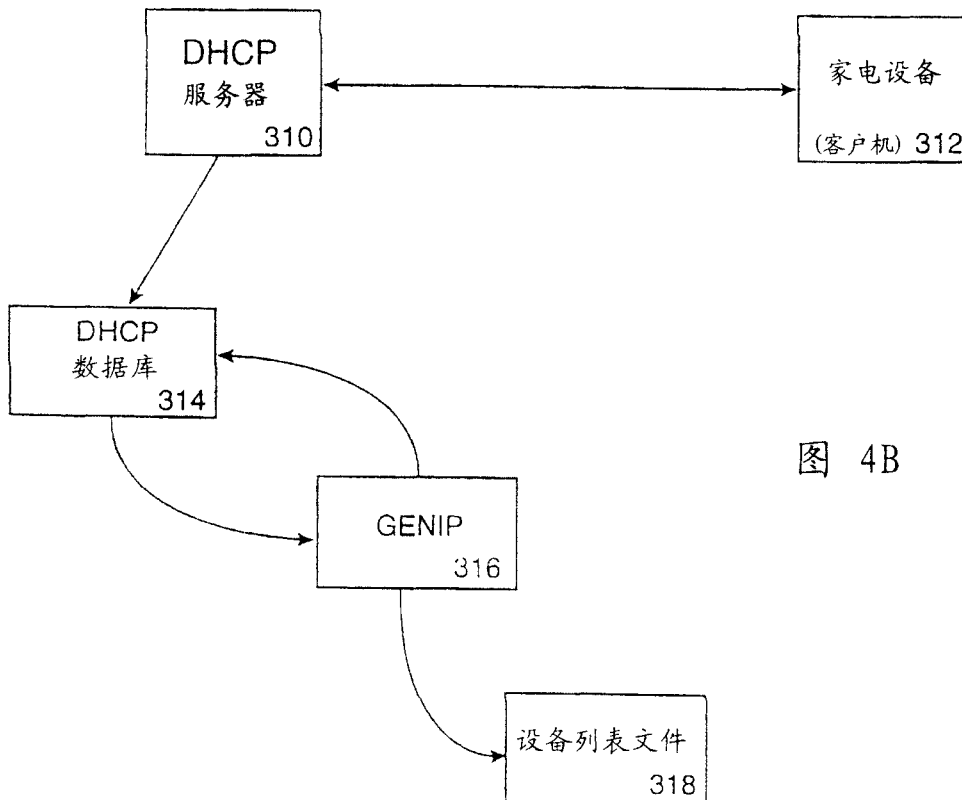 DHCP
服务器
310
家电设备
(客户机) 312
DHCP
数据库
314
图 4B
GENIP
316
设备列表文件
318